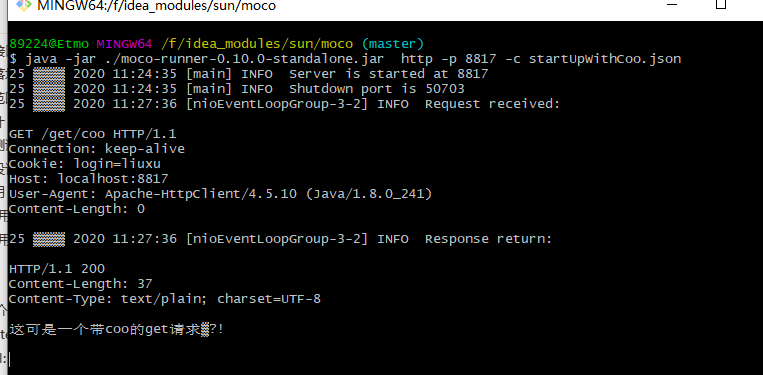 MINGW64:/f/idea_modules/sun/moco
89224@Etmo MINGW64 /f/idea_modules/sun/moco (master)
$ java -jar ./moco-runner-0.10.0-standalone.jar  http -p 8817 -c startUpWithCoo.json
25 ▒▒▒▒ 2020 11:24:35 [main] INFO  Server is started at 8817
25 ▒▒▒▒ 2020 11:24:35 [main] INFO  Shutdown port is 50703
25 ▒▒▒▒ 2020 11:27:36 [nioEventLoopGroup-3-2] INFO  Request received:
GET /get/coo HTTP/1.1
Connection: keep-alive
Cookie: login=liuxu
Host: localhost:8817
User-Agent: Apache-HttpClient/4.5.10 (Java/1.8.0_241)
Content-Length: 0
25 ▒▒▒▒ 2020 11:27:36 [nioEventLoopGroup-3-2] INFO  Response return:
HTTP/1.1 200
Content-Length: 37
Content-Type: text/plain; charset=UTF-8
这可是一个带coo的get请求▒?!